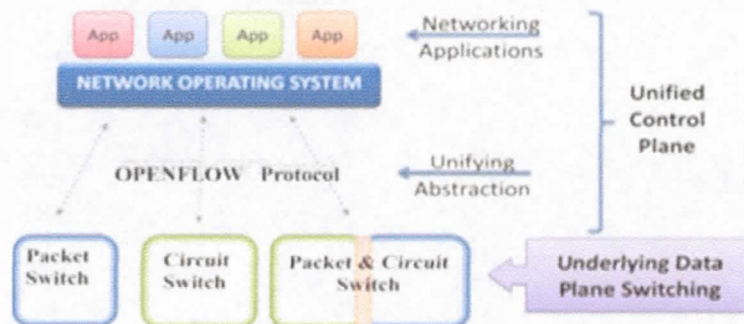 App App App App
NETWORK OPERATING SYSTEM
Networking
Applications
Unified
Control
Plane
OPENFLOW Protocol
Unifying
Abstraction
Packet
Switch
Circuit
Switch
Packet & Circuit
Switch
Underlying Data
Plane Switching